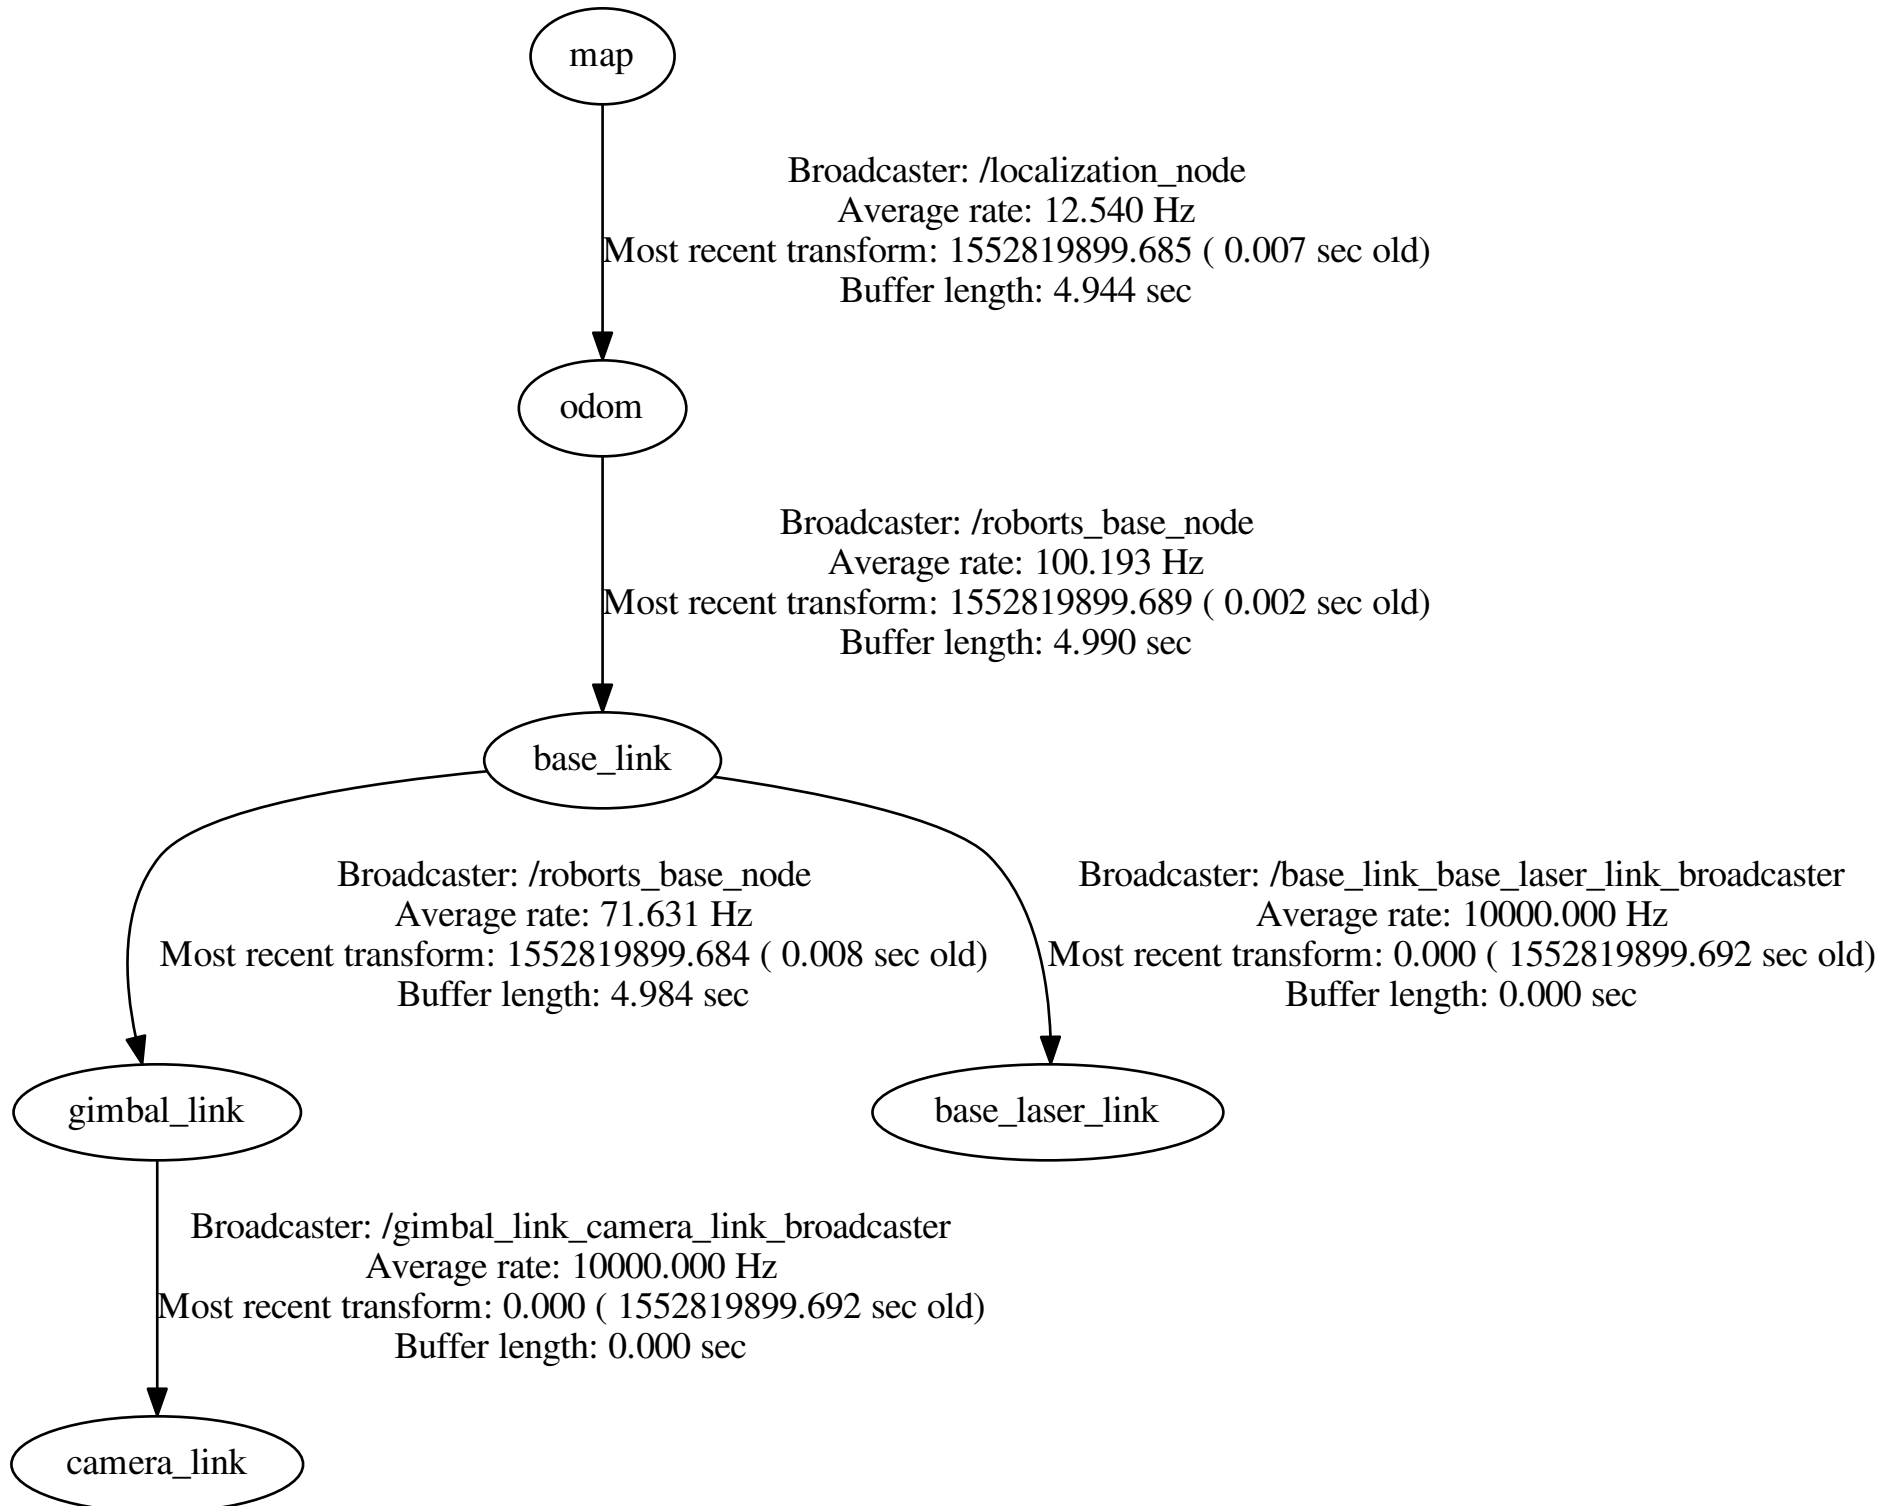 map
Broadcaster: /localization_node
Average rate: 12.540 Hz
Most recent transform: 1552819899.685 ( 0.007 sec old)
Buffer length: 4.944 sec
odom
Broadcaster: /roborts_base_node
Average rate: 100.193 Hz
Most recent transform: 1552819899.689 ( 0.002 sec old)
Buffer length: 4.990 sec
base_link
Broadcaster: /roborts_base_node
Average rate: 71.631 Hz
Most recent transform: 1552819899.684 ( 0.008 sec old)
Buffer length: 4.984 sec
Broadcaster: /base_link_base_laser_link_broadcaster
Average rate: 10000.000 Hz
Most recent transform: 0.000 ( 1552819899.692 sec old)
Buffer length: 0.000 sec
gimbal_link
base_laser_link
Broadcaster: /gimbal_link_camera_link_broadcaster
Average rate: 10000.000 Hz
Most recent transform: 0.000 ( 1552819899.692 sec old)
Buffer length: 0.000 sec
camera_link